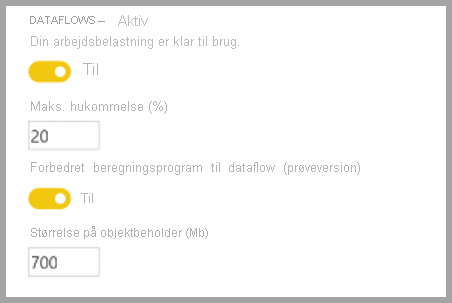 DATAFLOWS – Aktiv
Din arbejdsbelastning er klar til brug.
Til
Maks. hukommelse (%)
20
Forbedret beregningsprogram til dataflow (prøveversion)
Til
Størrelse på objektbeholder (Mb)
700